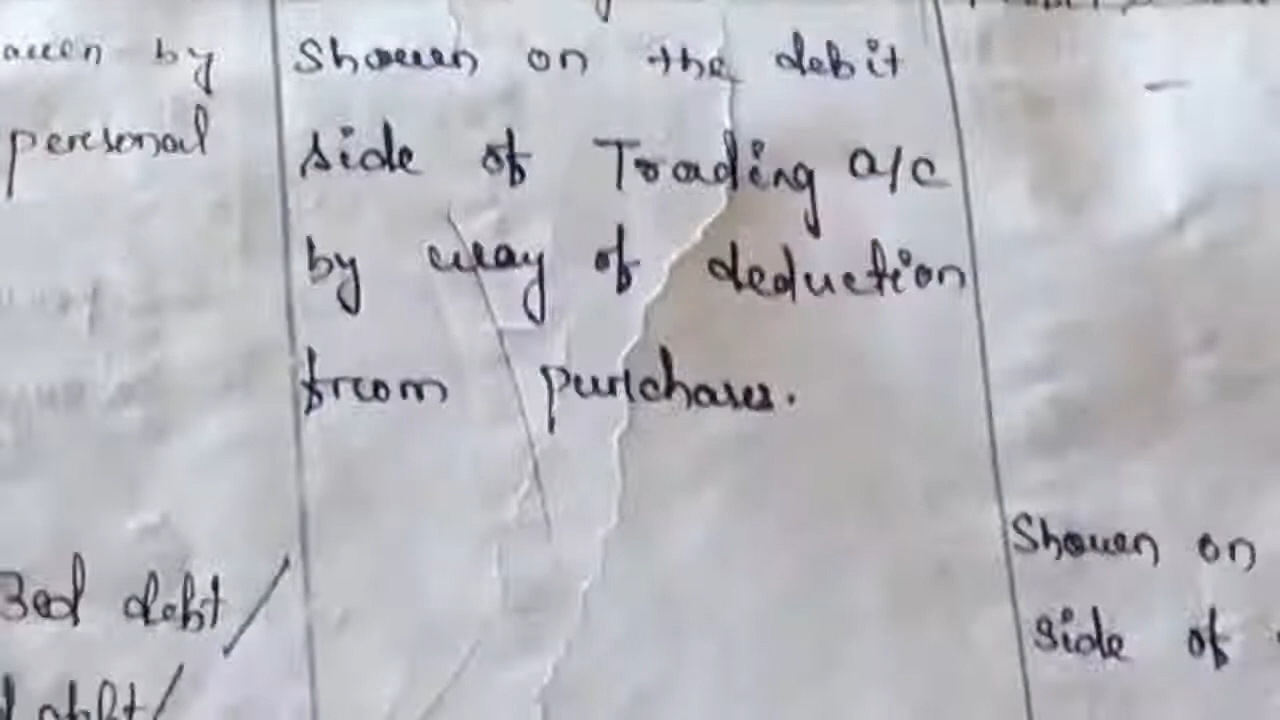 by
personal
Shown on the debit
side of Trading a/c
by way of deduction
from purchases.
debt/
Shown on
side of